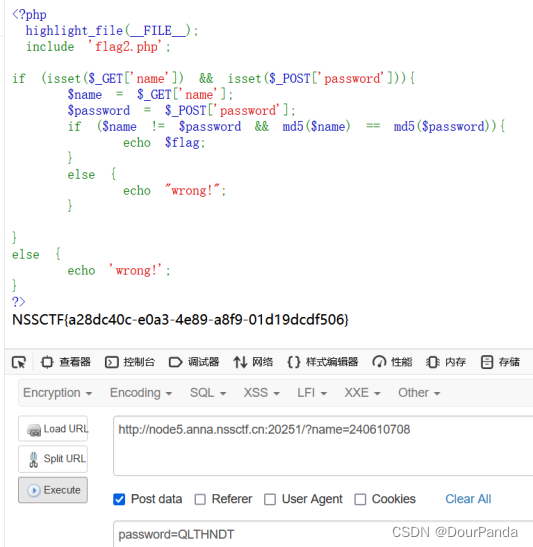 <?php
highlight_file(__FILE__);
include 'flag2.php';
if (isset($_GET['name']) && isset($_POST['password'])){
$name = $_GET['name'];
$password = $_POST['password'];
if ($name != $password && md5($name) == md5($password)){
echo $flag;
}
else {
echo "wrong!";
}
}
else {
echo 'wrong!';
}
?>
NSSCTF{a28dc40c-e0a3-4e89-a8f9-01d19dcdf506}
查看器 控制台 调试器 网络 样式编辑器 性能 内存 存储
Encryption Encoding SQL XSS LFI XXE Other
Load URL
http://node5.anna.nssctf.cn:20251/?name=240610708
Split URL
Execute
Post data Referer User Agent Cookies Clear All
password=QLTHNDT
CSDN @DourPanda